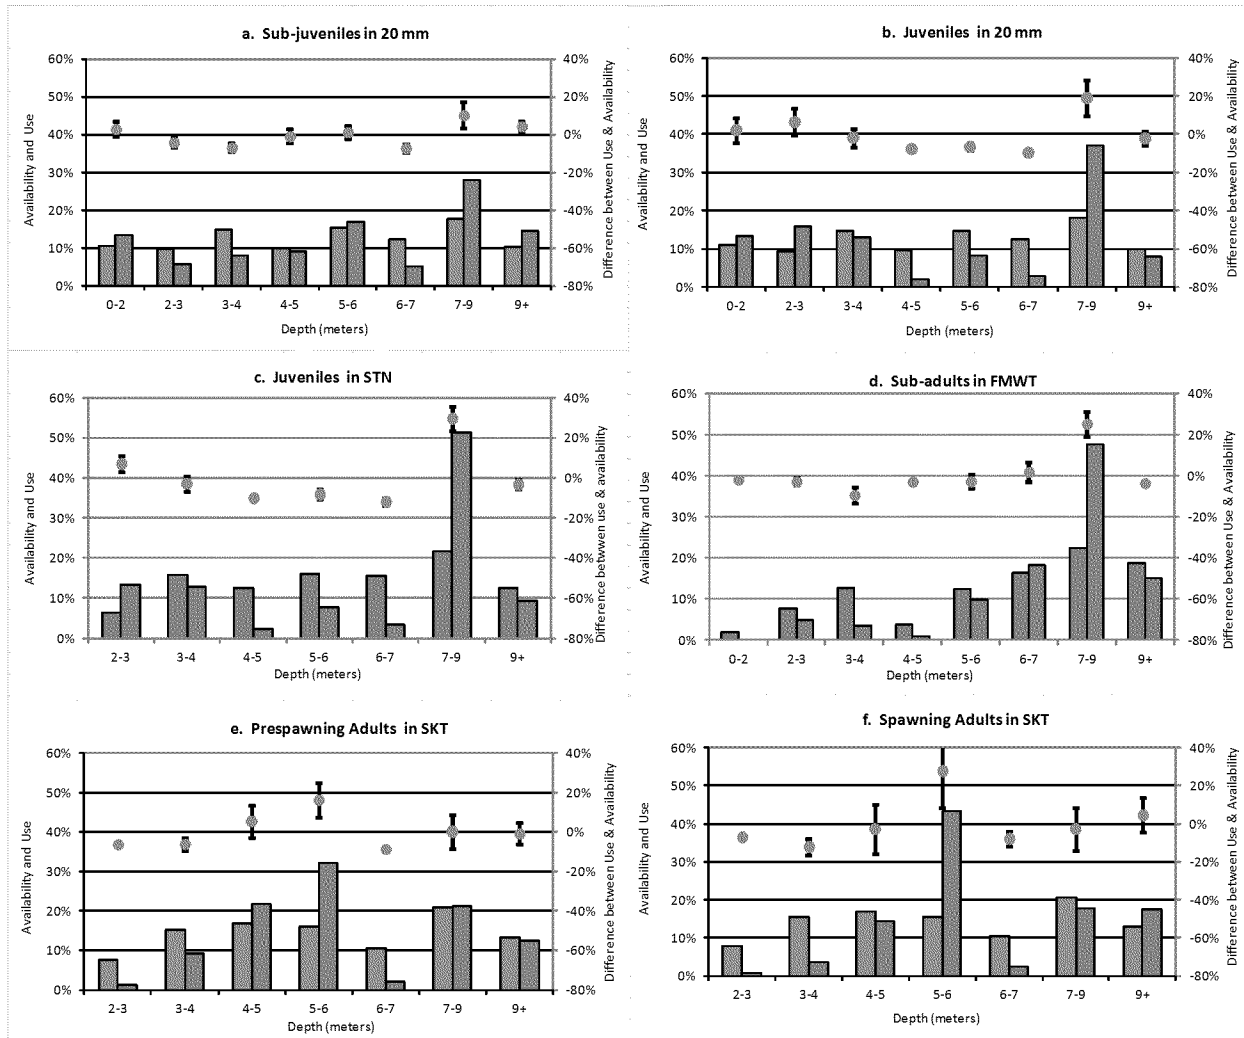 a. Sub-juveniles in 20 mm
Availability and Use
60%
50%
40%
30%
20%
10%
0%
40%
20%
0%
-20%
-40%
-60%
-80%
Difference between Use & Availability
0-2 2-3 3-4 4-5 5-6 6-7 7-9 9+
Depth (meters)
b. Juveniles in 20 mm
Availability and Use
60%
50%
40%
30%
20%
10%
0%
40%
20%
0%
-20%
-40%
-60%
-80%
Difference between Use & Availability
0-2 2-3 3-4 4-5 5-6 6-7 7-9 9+
Depth (meters)
c. Juveniles in STN
Availability and Use
60%
50%
40%
30%
20%
10%
0%
40%
20%
0%
-20%
-40%
-60%
-80%
Difference betwwen use & availability
2-3 3-4 4-5 5-6 6-7 7-9 9+
Depth (meters)
d. Sub-adults in FMWT
Availability and Use
60%
50%
40%
30%
20%
10%
0%
40%
20%
0%
-20%
-40%
-60%
-80%
Difference between Use & Availability
0-2 2-3 3-4 4-5 5-6 6-7 7-9 9+
Depth (meters)
e. Prespawning Adults in SKT
Availability and Use
60%
50%
40%
30%
20%
10%
0%
40%
20%
0%
-20%
-40%
-60%
-80%
Difference between Use & Availability
2-3 3-4 4-5 5-6 6-7 7-9 9+
Depth (meters)
f. Spawning Adults in SKT
Availability and Use
60%
50%
40%
30%
20%
10%
0%
40%
20%
0%
-20%
-40%
-60%
-80%
Difference between Use & Availability
2-3 3-4 4-5 5-6 6-7 7-9 9+
Depth (meters)